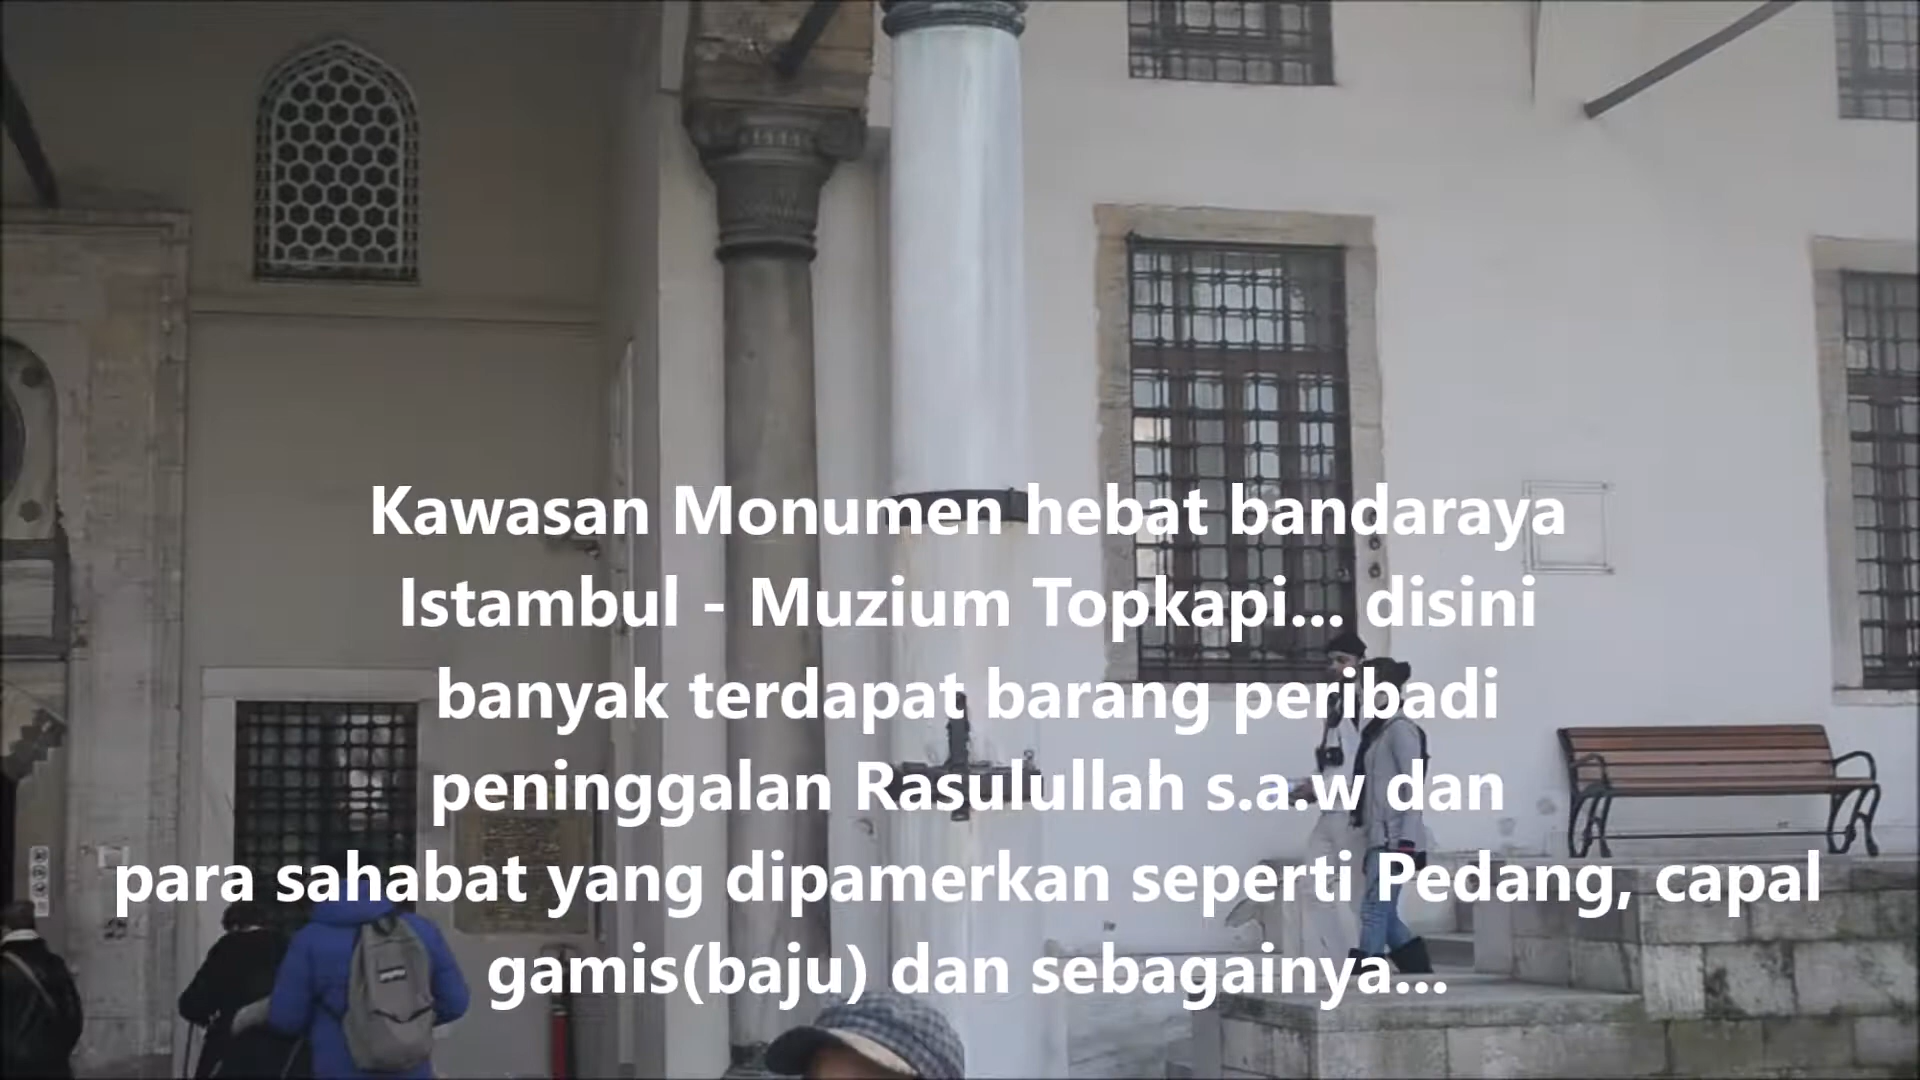 Kawasan Monumen hebat bandaraya
Istambul - Muzium Topkapi... disini
banyak terdapat barang peribadi
peninggalan Rasulullah s.a.w dan
para sahabat yang dipamerkan seperti Pedang, capal
gamis(baju) dan sebagainya...